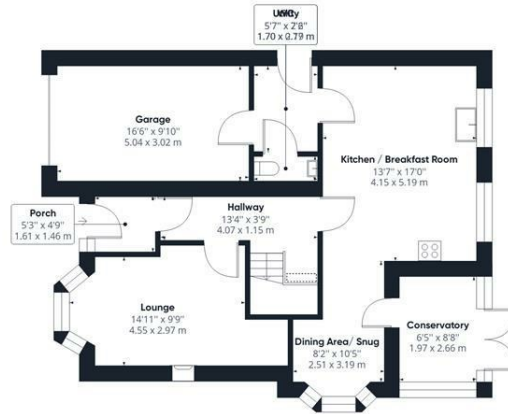 5'7" x 2'8"
Garage
16'6" x 9'10"
5.04 x 3.02 m
Kitchen / Breakfast Room
13'7" x 17'0"
4.15 x 5.19 m
Porch
5'3" x 4'9"
1.61 x 1.46 m
Hallway
13'4" x 3'9"
4.07 x 1.15 m
Lounge
14'11" x 9'9"
4.55 x 2.97 m
Conservatory
6'5" x 8'8"
1.97 x 2.66 m
Dining Area/ Snug
8'2" x 10'5"
2.51 x 3.19 m